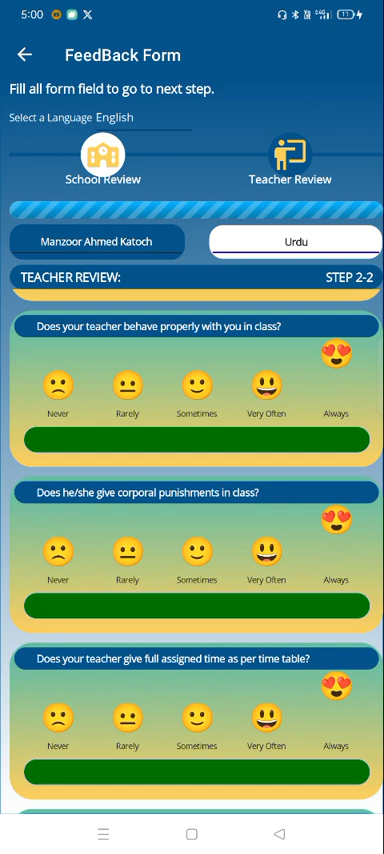 5:00
11
FeedBack Form
Fill all form field to go to next step.
Select a Language English
School Review Teacher Review
Manzoor Ahmed Katoch Urdu
TEACHER REVIEW: STEP 2-2
Does your teacher behave properly with you in class?
Never Rarely Sometimes Very Often Always
Does he/she give corporal punishments in class?
Never Rarely Sometimes Very Often Always
Does your teacher give full assigned time as per time table?
Never Rarely Sometimes Very Often Always